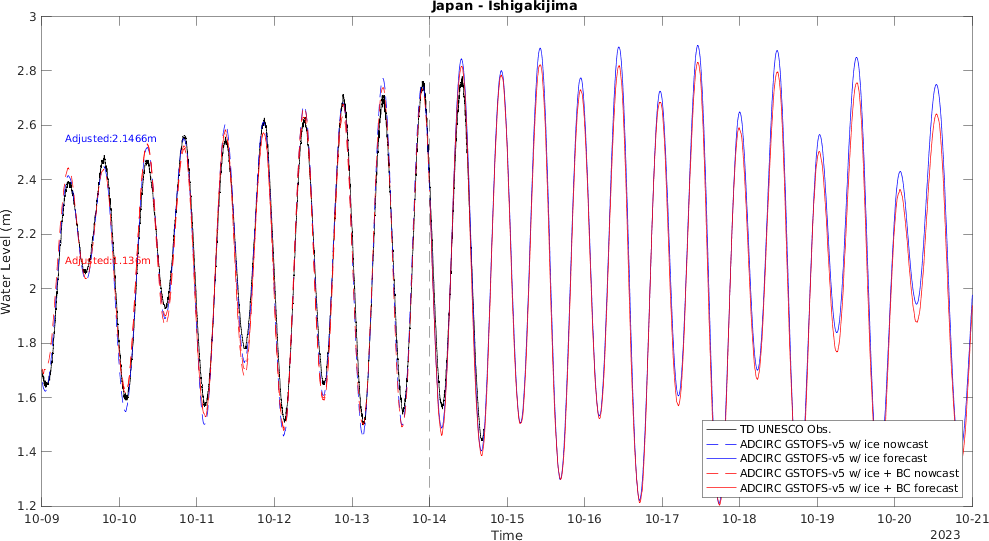 Japan - Ishigakijima
3
2.8
2.6
2.4
2.2
2
1.8
1.6
1.4
1.2
Water Level (m)
Adjusted:2.1466m
Adjusted:1.136m
TD UNESCO Obs.
ADCIRC GSTOFS-v5 w/ ice nowcast
ADCIRC GSTOFS-v5 w/ ice forecast
ADCIRC GSTOFS-v5 w/ ice + BC nowcast
ADCIRC GSTOFS-v5 w/ ice + BC forecast
10-09 10-10 10-11 10-12 10-13 10-14 10-15 10-16 10-17 10-18 10-19 10-20 10-21
Time
2023